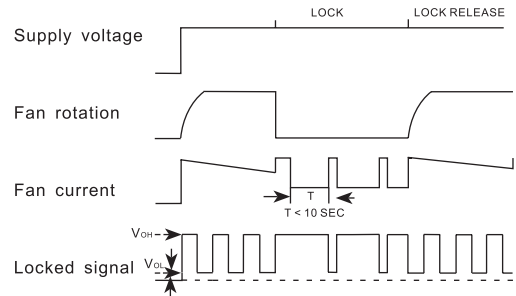 LOCK LOCK RELEASE
Supply voltage
Fan rotation
Fan current
T
T < 10 SEC
VOH
VOL
Locked signal